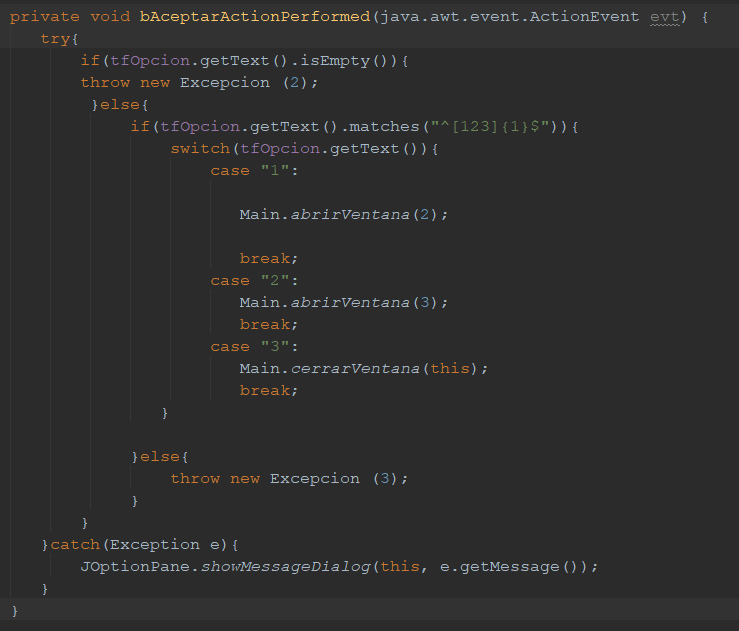 private void bAceptarActionPerformed(java.awt.event.ActionEvent evt) {
try{
if(tfOpcion.getText().isEmpty()){
throw new Excepcion (2);
}else{
if(tfOpcion.getText().matches("^[123]{1}$")){
switch(tfOpcion.getText()){
case "1":
Main.abrirVentana(2);
break;
case "2":
Main.abrirVentana(3);
break;
case "3":
Main.cerrarVentana(this);
break;
}
}else{
throw new Excepcion (3);
}
}
}catch(Exception e){
JOptionPane.showMessageDialog(this, e.getMessage());
}
}